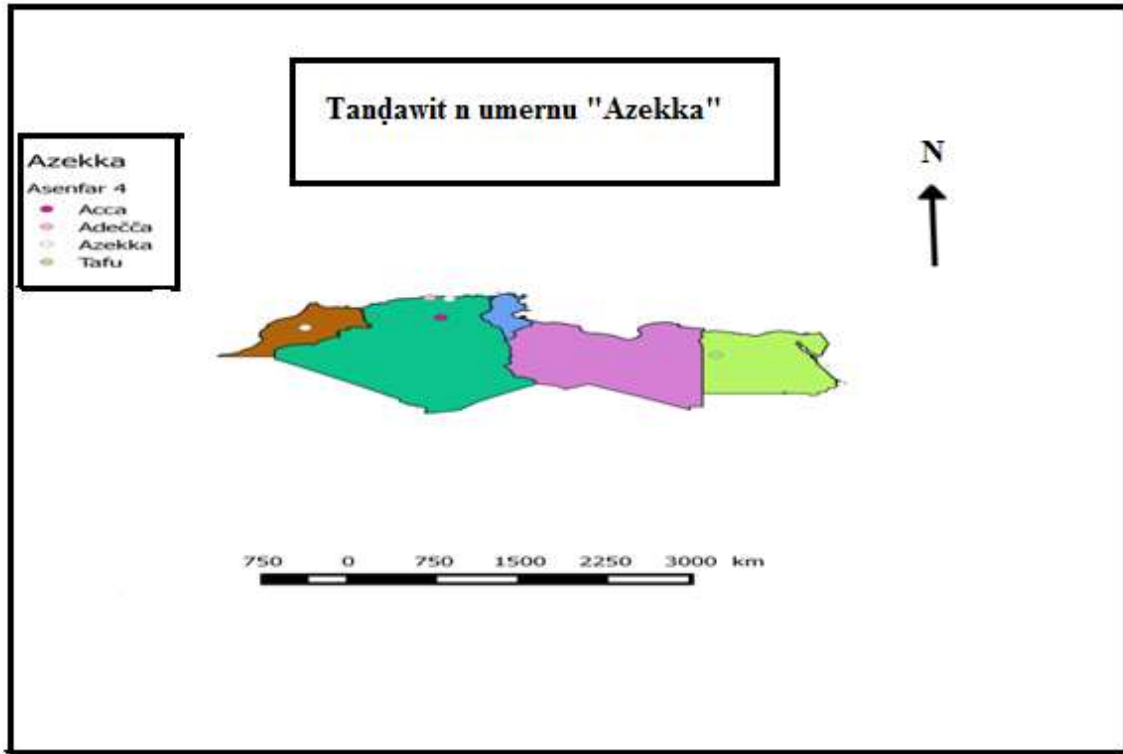 Tanḍawit n umernu "Azekka"
Azekka
Asenfar 4
Acca
Adečča
Azekka
Tafu
N
750 0 750 1500 2250 3000 km